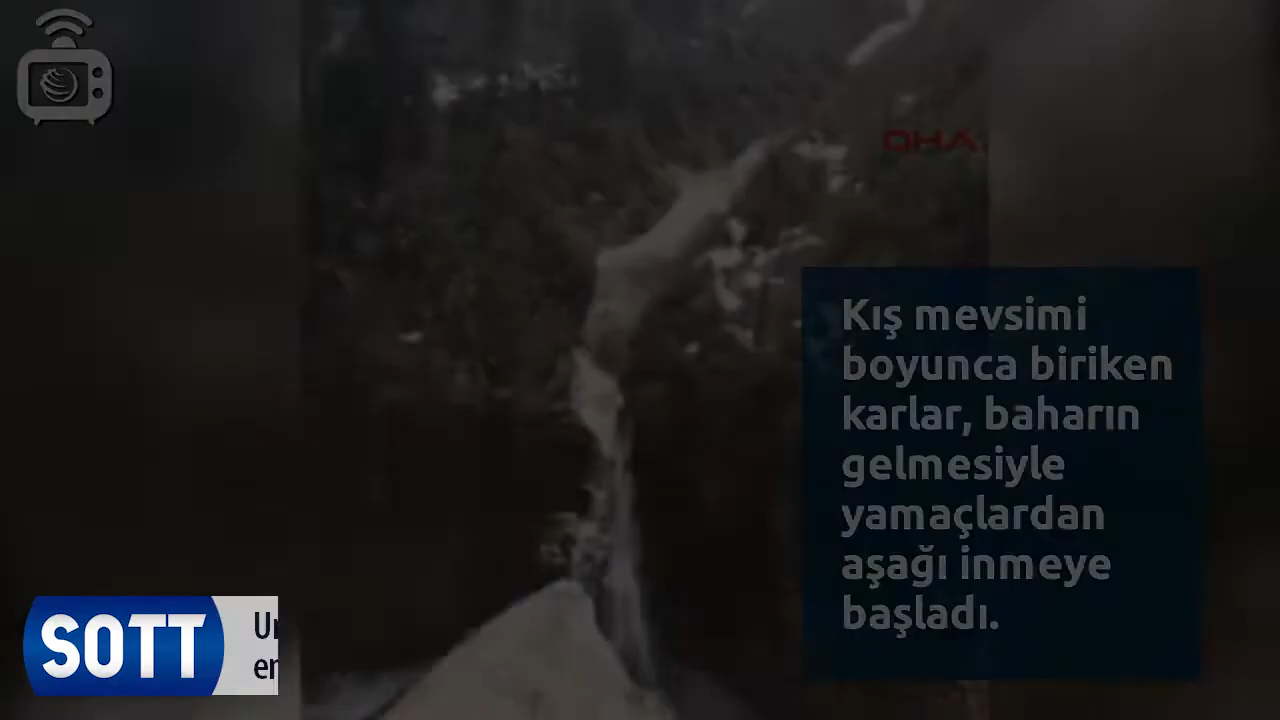 DHA
Kış mevsimi
boyunca biriken
karlar, baharın
gelmesiyle
yamaçlardan
aşağı inmeye
başladı.
SOTT